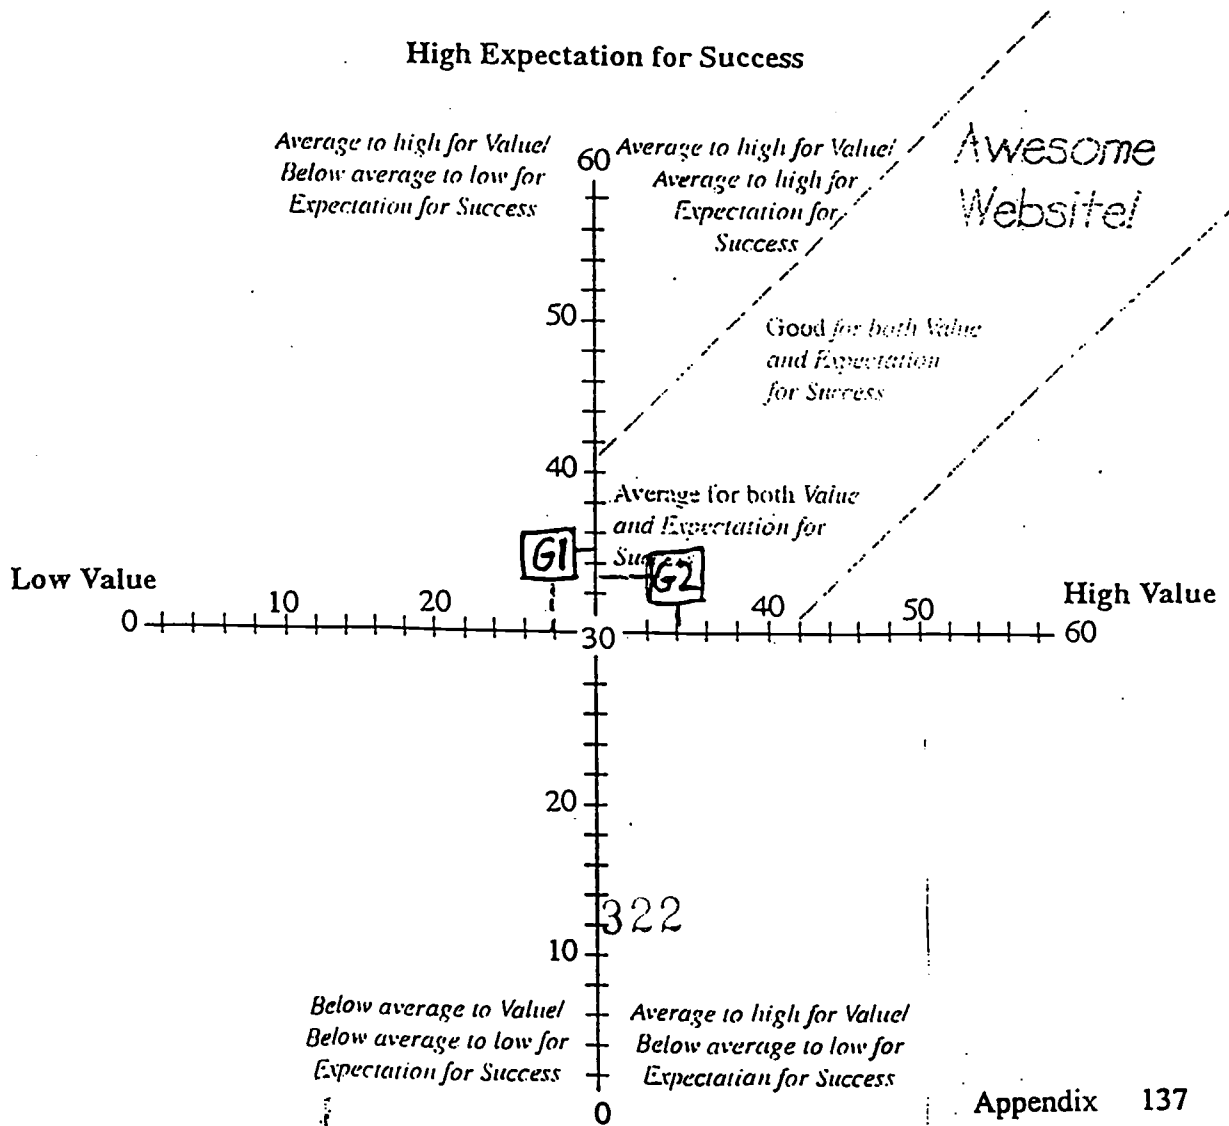 High Expectation for Success
Average to high for Value/
Below average to low for
Expectation for Success
60
Average to high for Value/
Average to high for
Expectation for
Success
Awesome
Website!
50
Good for both Value
and Expectation
for Success
40
Average for both Value
and Expectation for
G1
G2
Low Value
High Value
0
10
20
30
40
50
60
20
322
10
Below average to Value/
Below average to low for
Expectation for Success
Average to high for Value/
Below average to low for
Expectatian for Success
0
Appendix 137